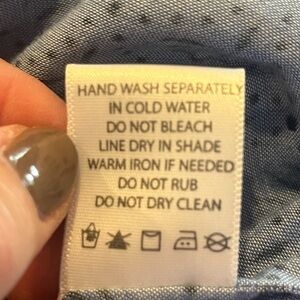 HAND WASH SEPARATELY
IN COLD WATER
DO NOT BLEACH
LINE DRY IN SHADE
WARM IRON IF NEEDED
DO NOT RUB
DO NOT DRY CLEAN